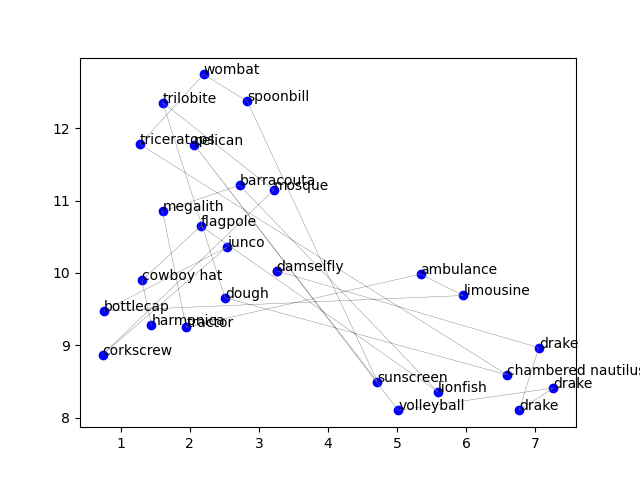 wombat
spoonbill
trilobite
triceratops
pelican
barracouta
mosque
megalith
flagpole
junco
damselfly
ambulance
cowboy hat
limousine
dough
bottlecap
harmonica
tractor
drake
corkscrew
chambered nautilus
sunscreen
drake
lionfish
volleyball
drake
12
11
10
9
8
1 2 3 4 5 6 7